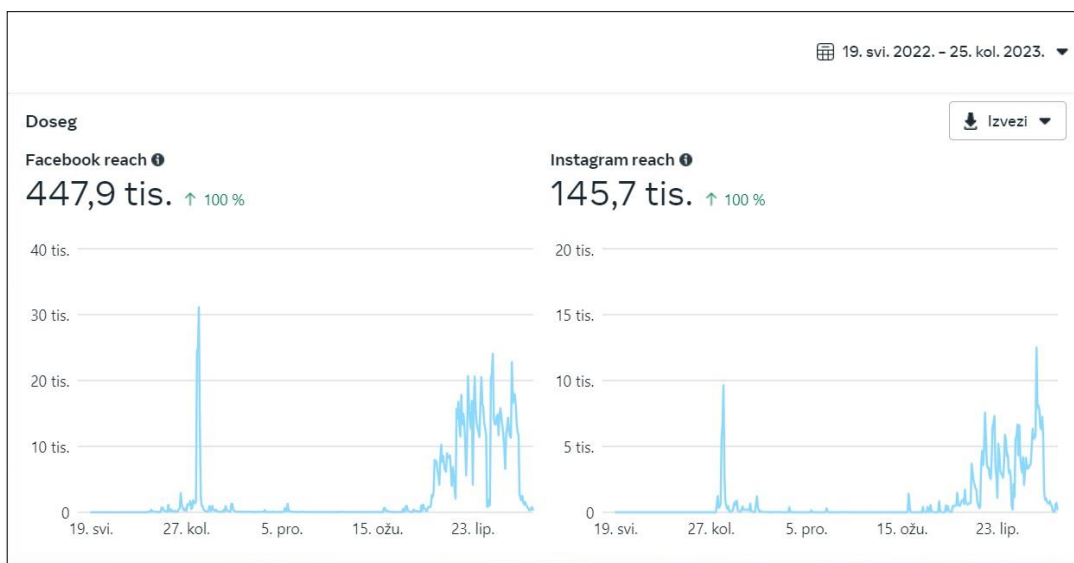 19. svi. 2022. – 25. kol. 2023.
Doseg
Izvezi
Facebook reach
447,9 tis. ↑ 100 %
40 tis.
30 tis.
20 tis.
10 tis.
0
19. svi. 27. kol. 5. pro. 15. ožu. 23. lip.
Instagram reach
145,7 tis. ↑ 100 %
20 tis.
15 tis.
10 tis.
5 tis.
0
19. svi. 27. kol. 5. pro. 15. ožu. 23. lip.